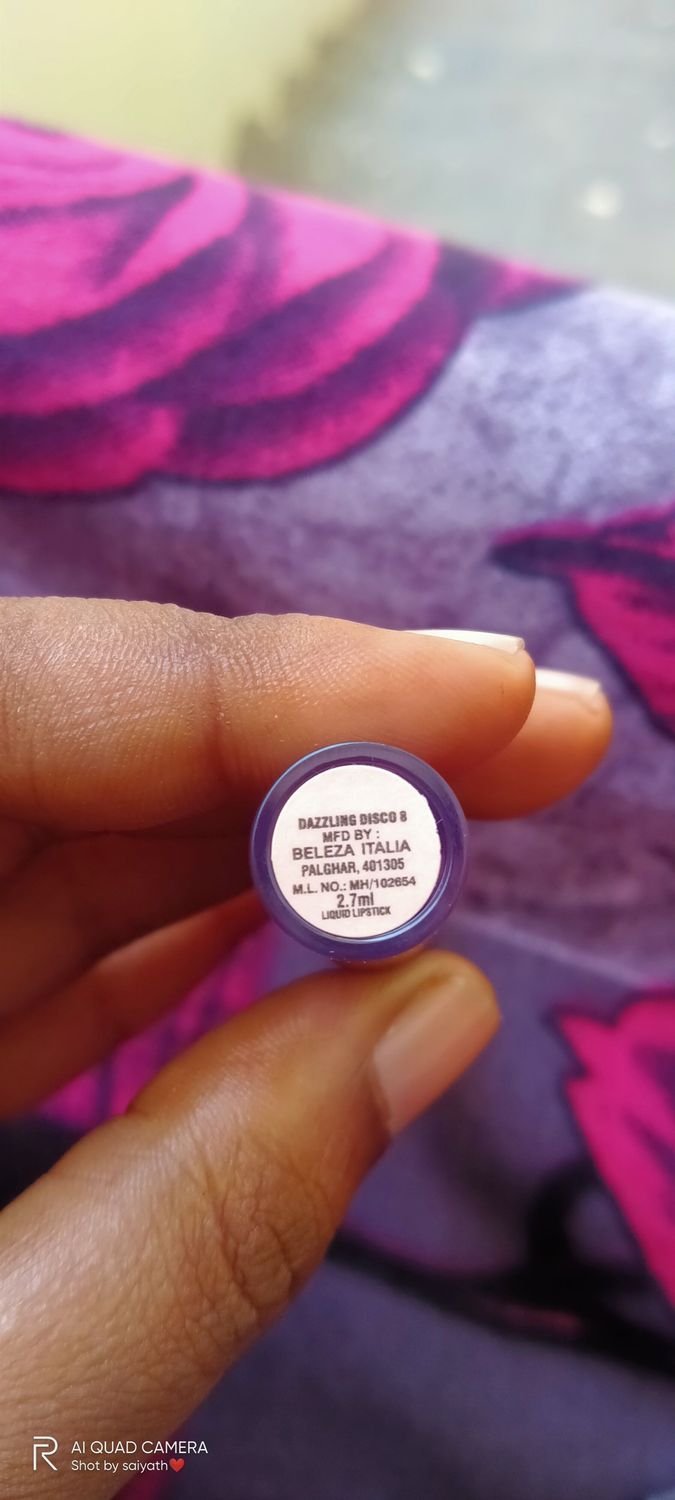 DAZZLING DISCO 8
MFD BY :
BELEZA ITALIA
PALGHAR, 401305
M.L. NO.: MH/102654
2.7ml
LIQUID LIPSTICK
R AI QUAD CAMERA
Shot by saiyath❤️